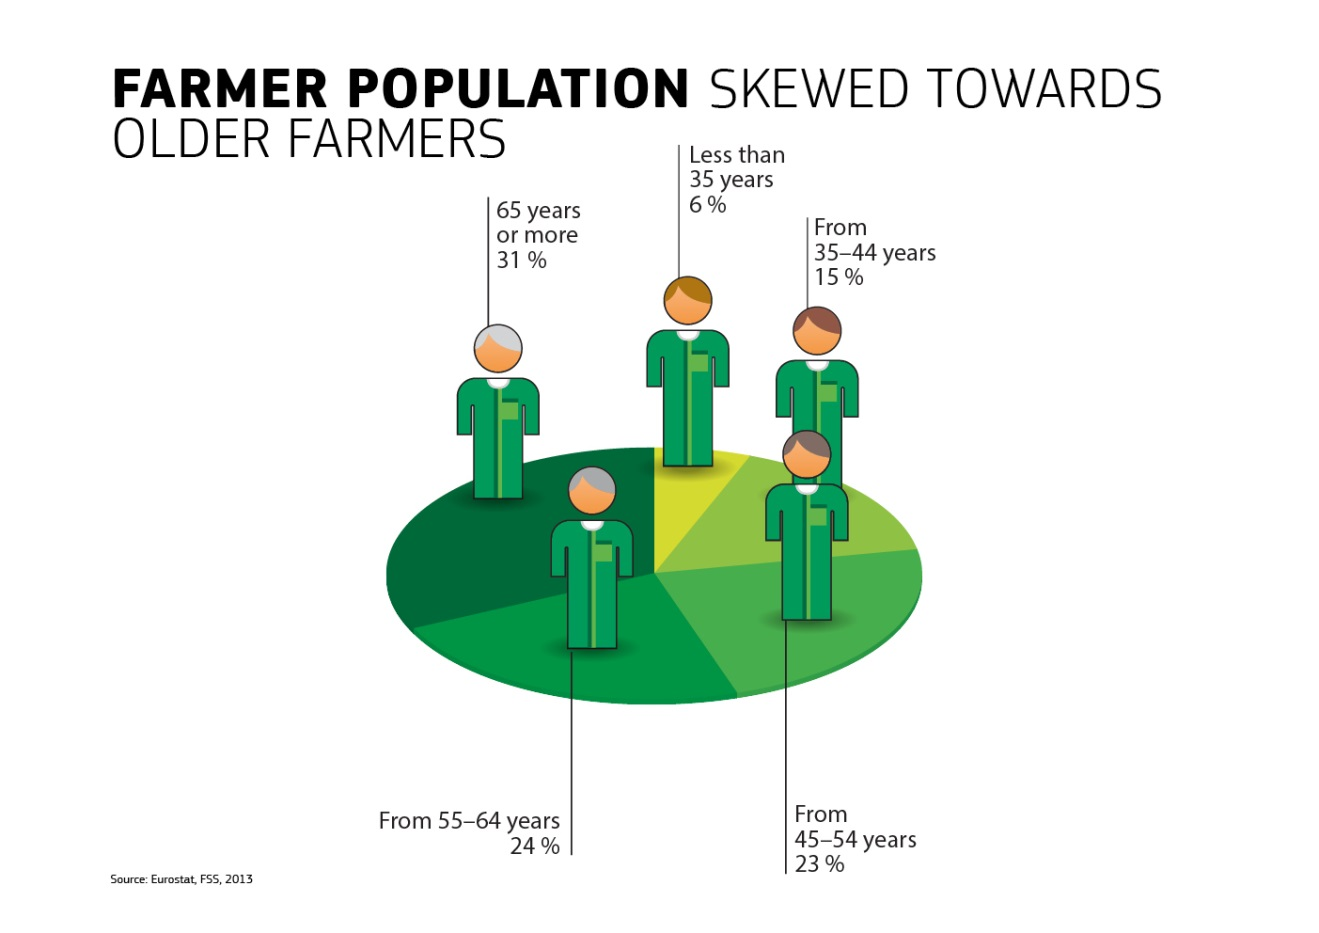 FARMER POPULATION SKEWED TOWARDS
OLDER FARMERS
Less than
35 years
6 %
65 years
or more
31 %
From
35–44 years
15 %
From 55–64 years
24 %
From
45–54 years
23 %
Source: Eurostat, FSS, 2013